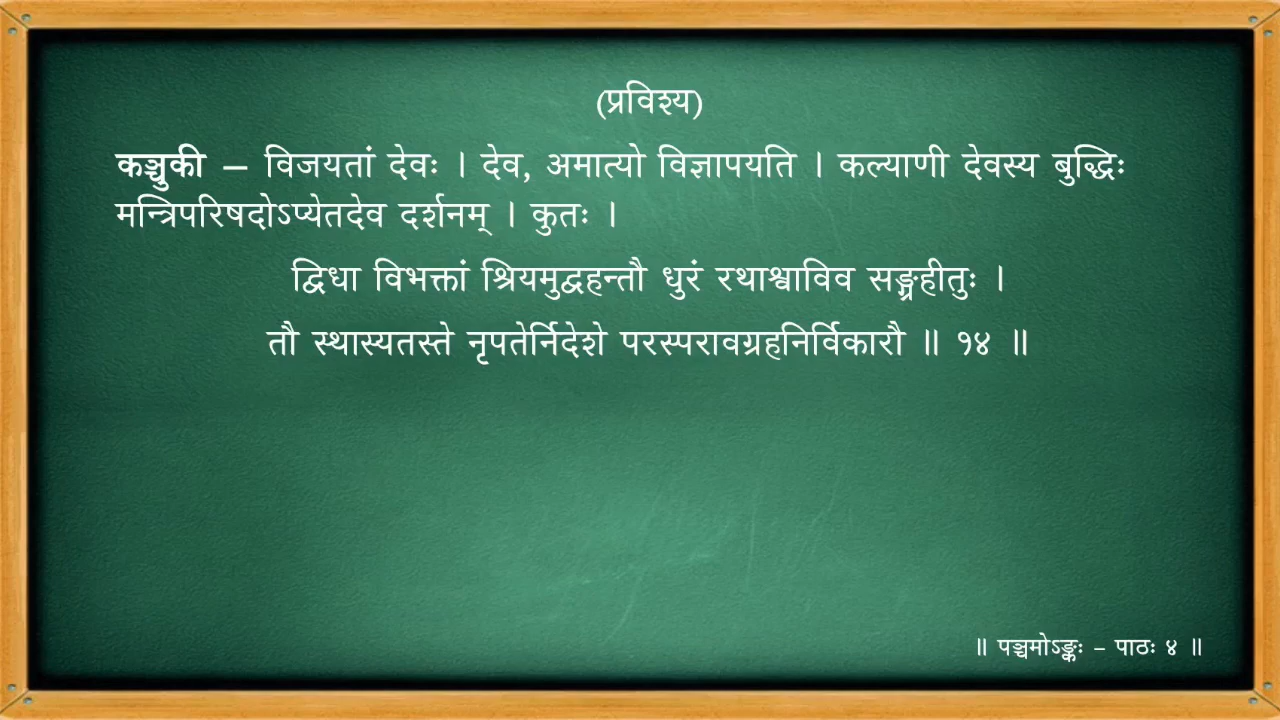 (प्रविश्य)
कञ्चुकी – विजयतां देवः । देव, अमात्यो विज्ञापयति । कल्याणी देवस्य बुद्धिः
मन्त्रिपरिषदोऽप्येतदेव दर्शनम् । कुतः ।
द्विधा विभक्तां श्रियमुद्वहन्तौ धुरं रथाश्वाविव सङ्ग्रहीतुः ।
तौ स्थास्यतस्ते नृपतेर्निदेशे परस्परावग्रहनिर्विकारौ ॥ १४ ॥
॥ पञ्चमोऽङ्कः – पाठः ४ ॥